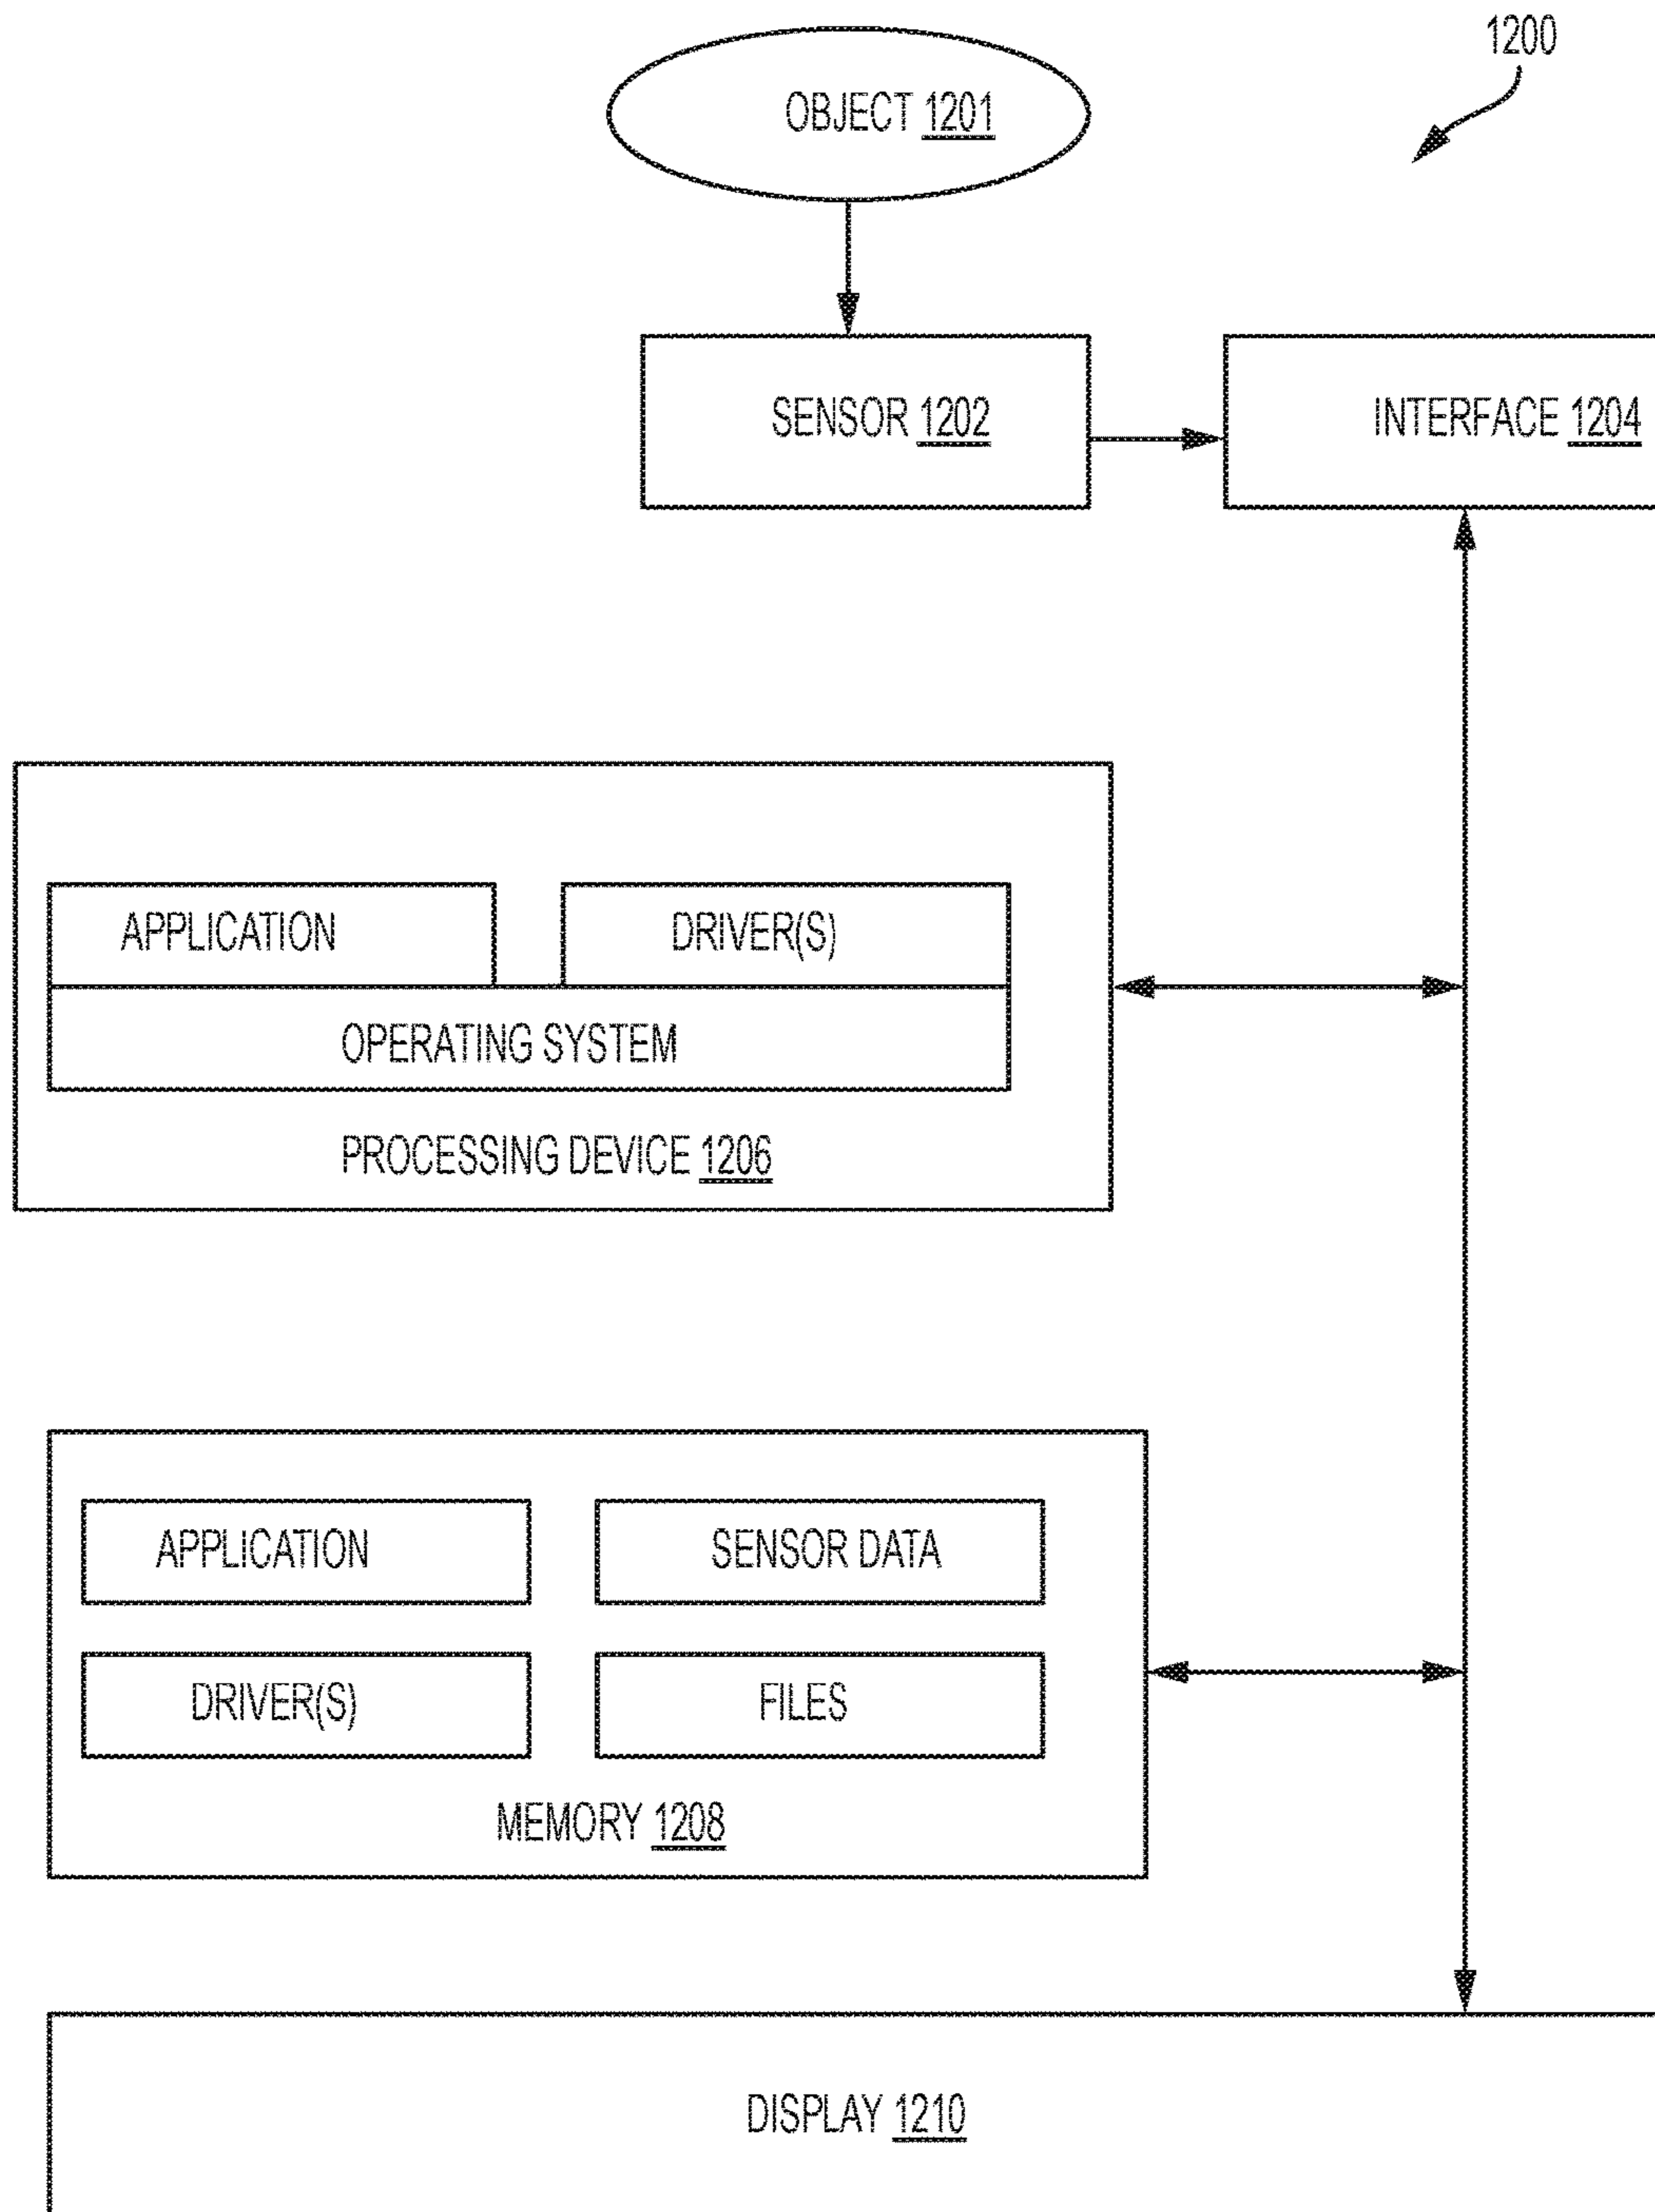 1200
OBJECT 1201
SENSOR 1202
INTERFACE 1204
APPLICATION
DRIVER(S)
OPERATING SYSTEM
PROCESSING DEVICE 1206
APPLICATION
SENSOR DATA
DRIVER(S)
FILES
MEMORY 1208
DISPLAY 1210